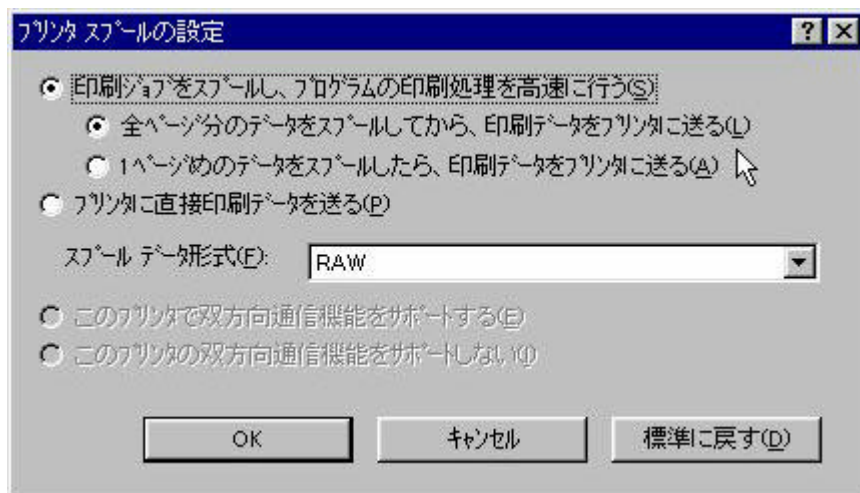 ﾌﾟﾘﾝﾀ ｽﾌﾟｰﾙの設定
印刷ｼﾞｮﾌﾞをｽﾌﾟｰﾙし、ﾌﾟﾛｸﾞﾗﾑの印刷処理を高速に行う(S)
全ﾍﾟｰｼﾞ分のﾃﾞｰﾀをｽﾌﾟｰﾙしてから、印刷ﾃﾞｰﾀをﾌﾟﾘﾝﾀに送る(L)
1ﾍﾟｰｼﾞめのﾃﾞｰﾀをｽﾌﾟｰﾙしたら、印刷ﾃﾞｰﾀをﾌﾟﾘﾝﾀに送る(A)
ﾌﾟﾘﾝﾀに直接印刷ﾃﾞｰﾀを送る(P)
ｽﾌﾟｰﾙ ﾃﾞｰﾀ形式(F): RAW
このﾌﾟﾘﾝﾀで双方向通信機能をｻﾎﾟｰﾄする(E)
このﾌﾟﾘﾝﾀの双方向通信機能をｻﾎﾟｰﾄしない(I)
OK ｷｬﾝｾﾙ 標準に戻す(D)